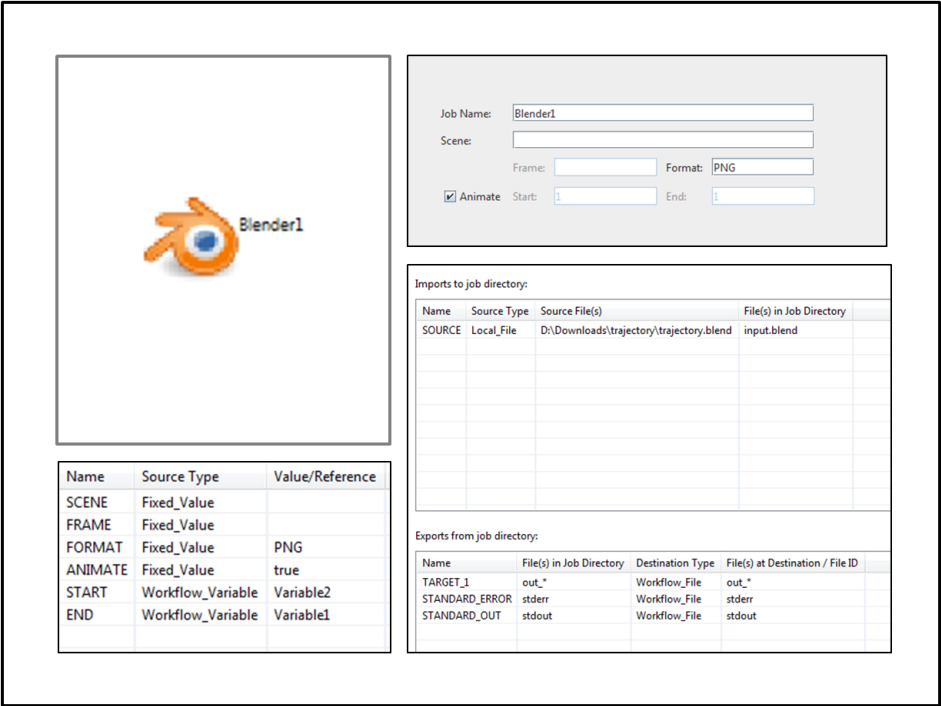 Blender1
Job Name: Blender1
Scene:
Frame: Format: PNG
Animate Start: 1 End: 1
Imports to job directory:
Name Source Type Source File(s) File(s) in Job Directory
SOURCE Local_File D:\Downloads\trajectory\trajectory.blend input.blend
Name Source Type Value/Reference
SCENE Fixed_Value
FRAME Fixed_Value
FORMAT Fixed_Value PNG
ANIMATE Fixed_Value true
START Workflow_Variable Variable2
END Workflow_Variable Variable1
Exports from job directory:
Name File(s) in Job Directory Destination Type File(s) at Destination / File ID
TARGET_1 out_* Workflow_File out_*
STANDARD_ERROR stderr Workflow_File stderr
STANDARD_OUT stdout Workflow_File stdout